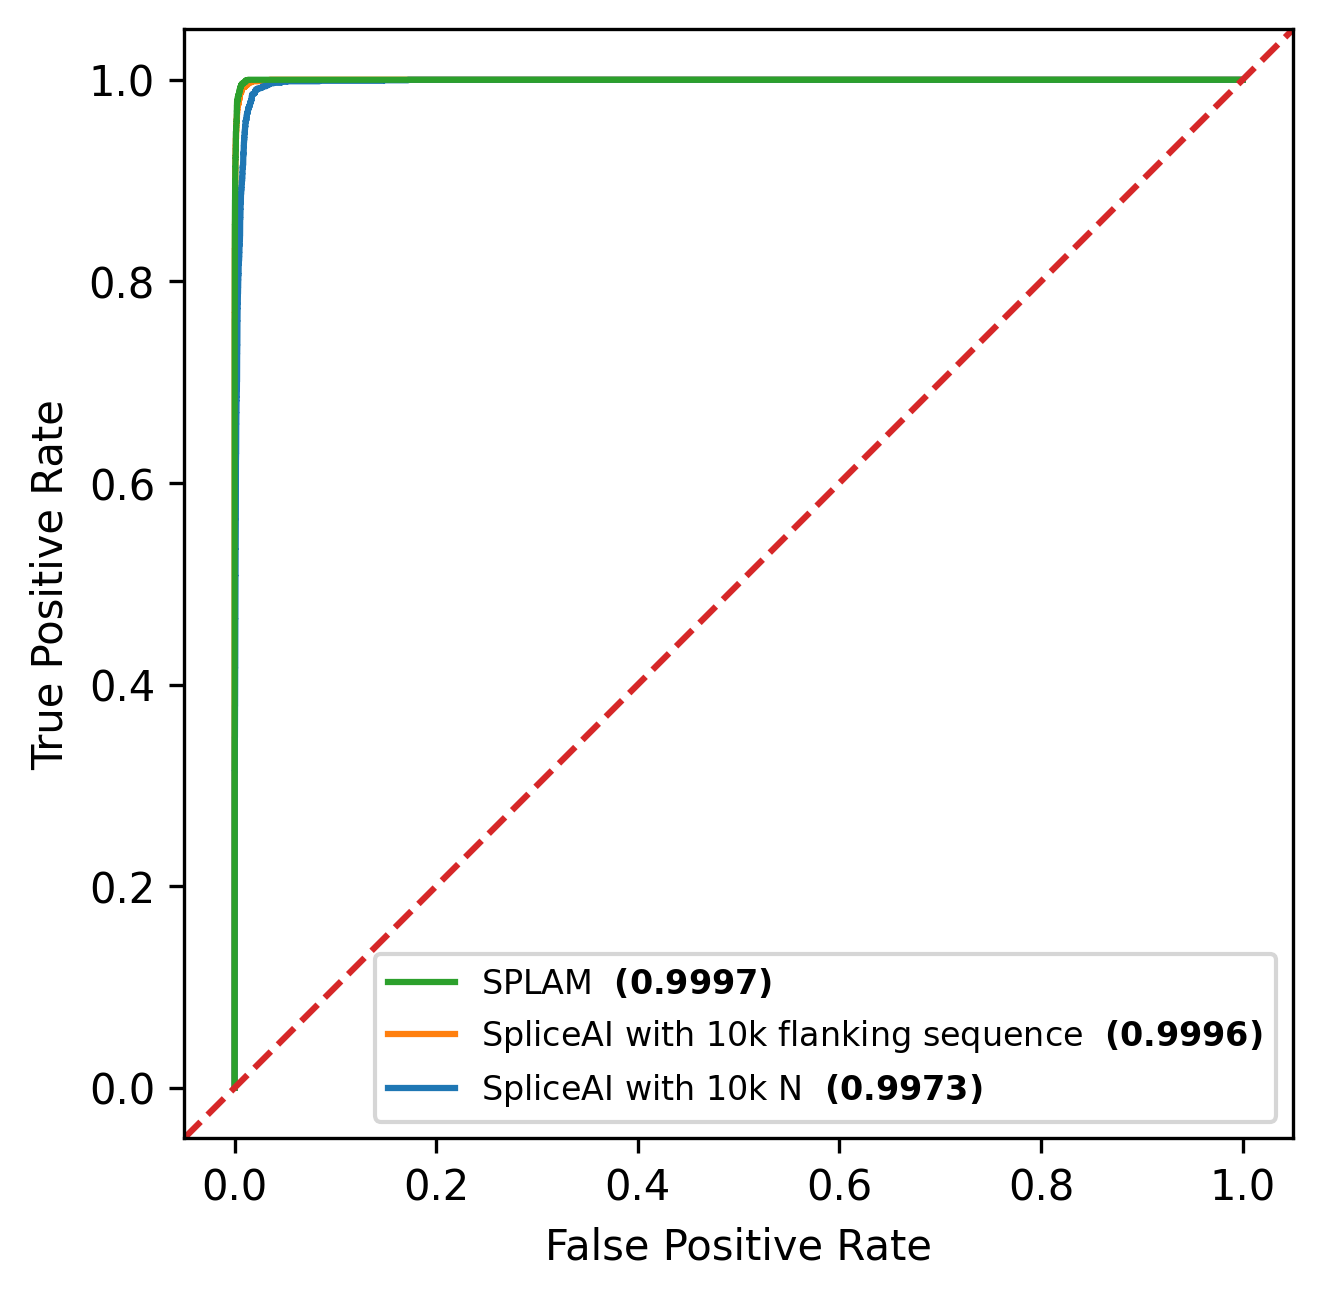 1.0
0.8
0.6
0.4
0.2
0.0
True Positive Rate
SPLAM (0.9997)
SpliceAI with 10k flanking sequence (0.9996)
SpliceAI with 10k N (0.9973)
0.0 0.2 0.4 0.6 0.8 1.0
False Positive Rate